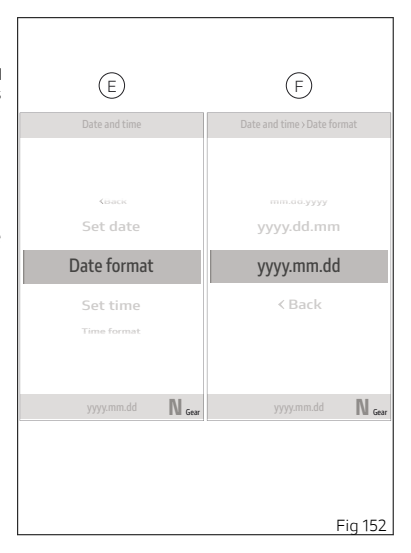 E
Date and time
<Back
Set date
Date format
Set time
Time format
yyyy.mm.dd N Gear
F
Date and time > Date format
mm.dd.yyyy
yyyy.dd.mm
yyyy.mm.dd
< Back
yyyy.mm.dd N Gear
Fig 152